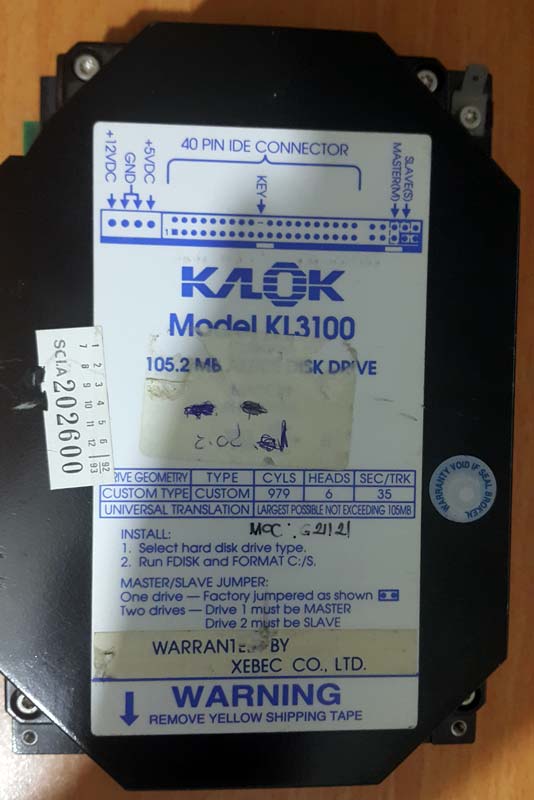 40 PIN IDE CONNECTOR
+12VDC
GND
+5VDC
KEY
MASTER(M)
SLAVE(S)
1
KALOK
Model KL3100
105.2 MB DISK DRIVE
SC/A 202600
1 2 3 4 5 6 92
7 8 9 10 11 12 93
DRIVE GEOMETRY TYPE CYLS HEADS SEC/TRK
CUSTOM TYPE CUSTOM 979 6 35
UNIVERSAL TRANSLATION LARGEST POSSIBLE NOT EXCEEDING 105MB
WARRANTY VOID IF SEAL BROKEN
INSTALL:
1. Select hard disk drive type.
2. Run FDISK and FORMAT C:/S.
MASTER/SLAVE JUMPER:
One drive — Factory jumpered as shown
Two drives — Drive 1 must be MASTER
Drive 2 must be SLAVE
WARRANTED BY
XEBEC CO., LTD.
WARNING
REMOVE YELLOW SHIPPING TAPE